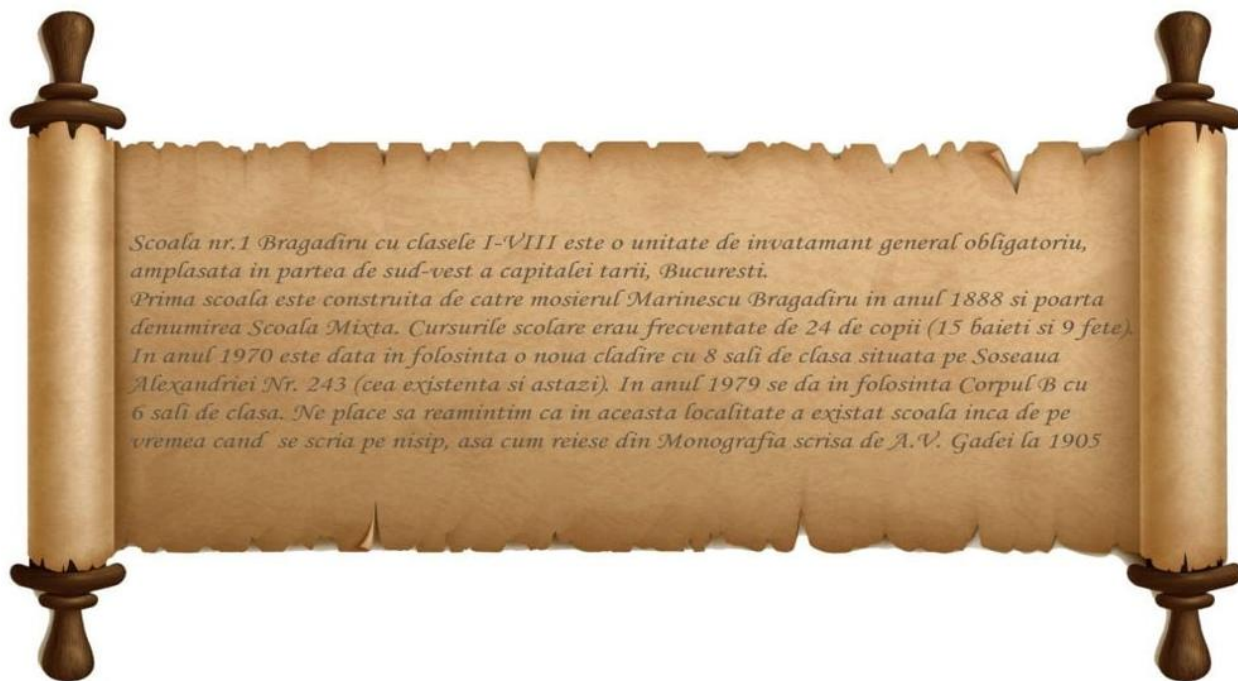 Scoala nr.1 Bragadiru cu clasele I-VIII este o unitate de invatamant general obligatoriu,
amplasata in partea de sud-vest a capitalei tarii, Bucuresti.
Prima scoala este construita de catre mosierul Marinescu Bragadiru in anul 1888 si poarta
denumirea Scoala Mixta. Cursurile scolare erau frecventate de 24 de copii (15 baieti si 9 fete).
In anul 1970 este data in folosinta o noua cladire cu 8 sali de clasa situata pe Soseaua
Alexandriei Nr. 243 (cea existenta si astazi). In anul 1979 se da in folosinta Corpul B cu
6 sali de clasa. Ne place sa reamintim ca in aceasta localitate a existat scoala inca de pe
vremea cand se scria pe nisip, asa cum reiese din Monografia scrisa de A.V. Gadei la 1905